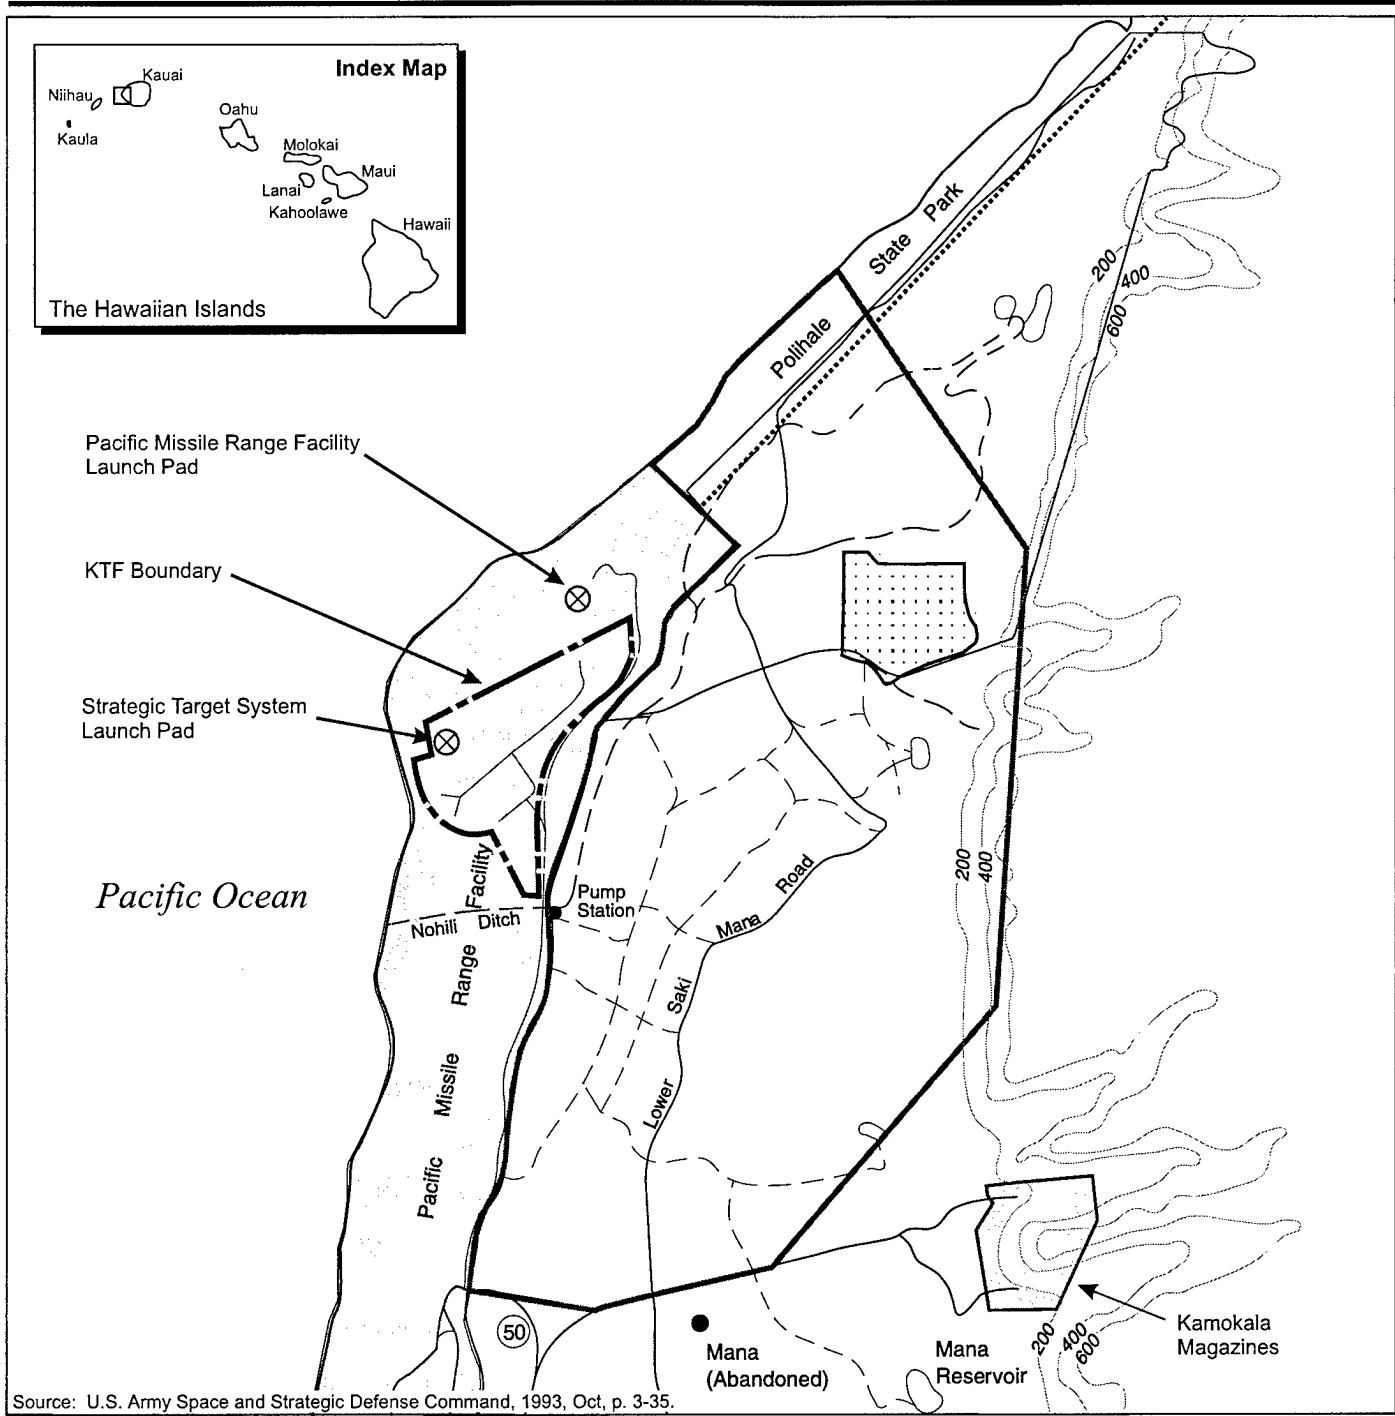 Index Map
Kauai
Niihau
Kaula
Oahu
Molokai
Maui
Lanai
Kahoolawe
Hawaii
The Hawaiian Islands
State Park
Polihale
200
400
600
Pacific Missile Range Facility
Launch Pad
KTF Boundary
Strategic Target System
Launch Pad
Pacific Ocean
Nohili Ditch
Pump
Station
Pacific Missile Range Facility
Lower Saki Mana Road
200
400
50
Mana
(Abandoned)
Mana
Reservoir
200
400
600
Kamokala
Magazines
Source: U.S. Army Space and Strategic Defense Command, 1993, Oct, p. 3-35.